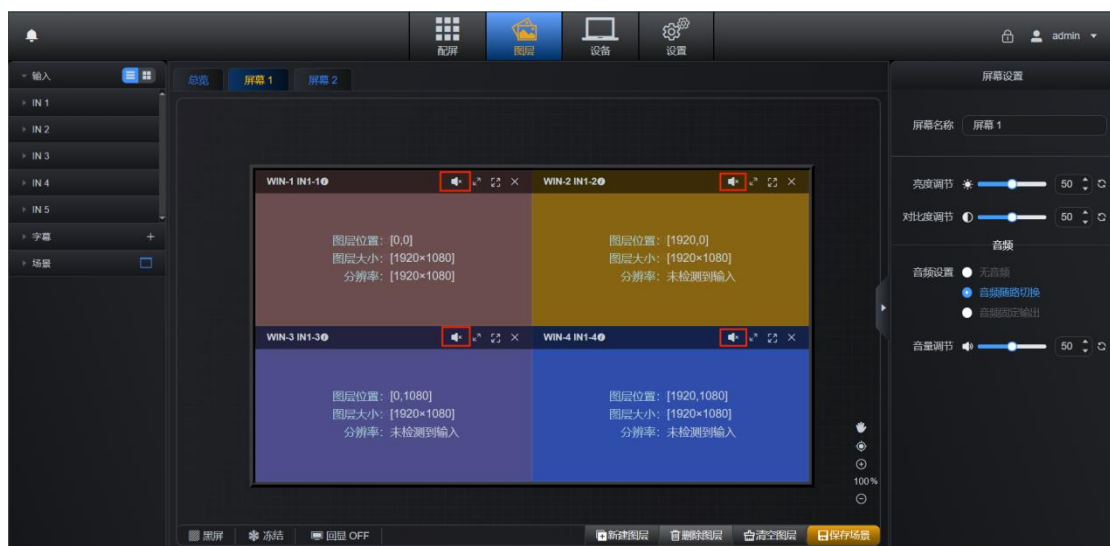 配屏
图层
设备
设置
admin
输入
IN 1
IN 2
IN 3
IN 4
IN 5
字幕
场景
总览
屏幕 1
屏幕 2
WIN-1 IN1-1
图层位置：[0,0]
图层大小：[1920×1080]
分辨率：[1920×1080]
WIN-2 IN1-2
图层位置：[1920,0]
图层大小：[1920×1080]
分辨率：未检测到输入
WIN-3 IN1-3
图层位置：[0,1080]
图层大小：[1920×1080]
分辨率：未检测到输入
WIN-4 IN1-4
图层位置：[1920,1080]
图层大小：[1920×1080]
分辨率：未检测到输入
100%
黑屏
冻结
回显 OFF
新建图层
删除图层
清空图层
保存场景
屏幕设置
屏幕名称
屏幕 1
亮度调节
50
对比度调节
50
音频
音频设置
无音频
音频随路切换
音频固定输出
音量调节
50